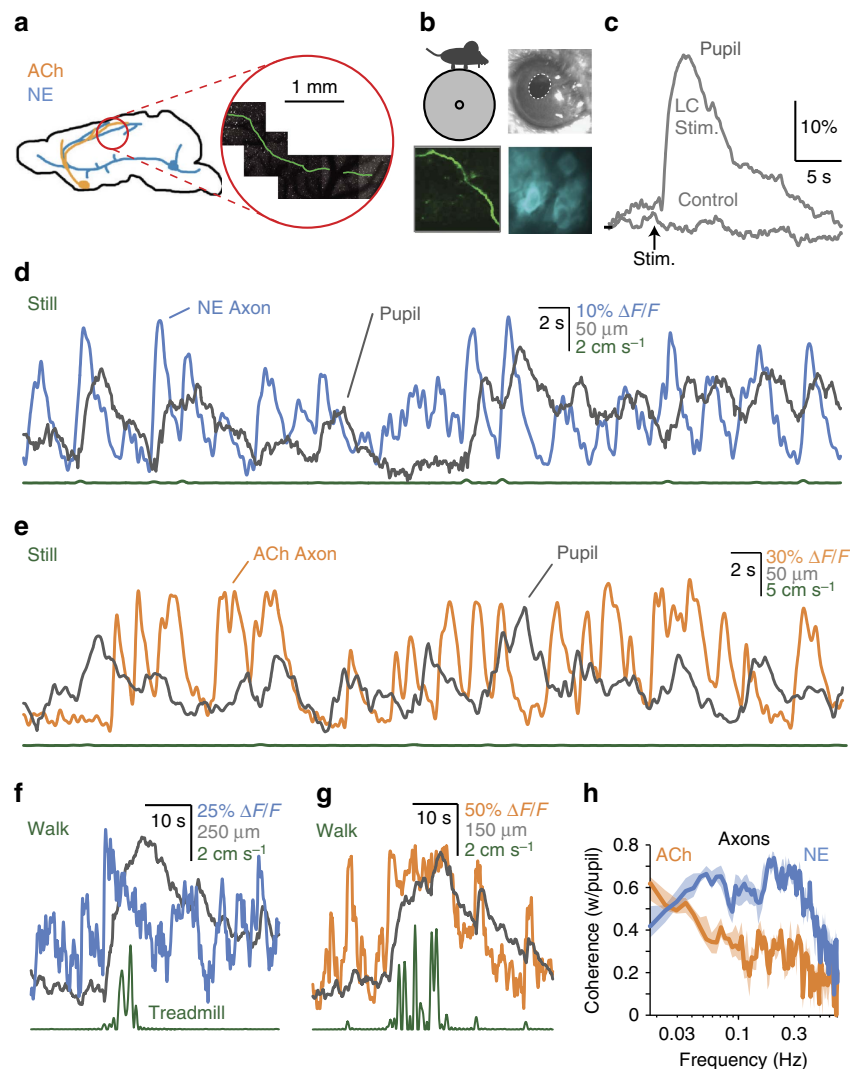 a
ACh
NE
1 mm
b
c
Pupil
LC
Stim.
Control
Stim.
10%
5 s
d
Still
NE Axon
Pupil
2 s
10% ΔF/F
50 μm
2 cm s⁻¹
e
Still
ACh Axon
Pupil
2 s
30% ΔF/F
50 μm
5 cm s⁻¹
f
Walk
10 s
25% ΔF/F
250 μm
2 cm s⁻¹
Treadmill
g
Walk
10 s
50% ΔF/F
150 μm
2 cm s⁻¹
h
Axons
ACh
NE
Coherence (w/pupil)
0.8
0.6
0.4
0.2
0
0.03
0.1
0.3
Frequency (Hz)